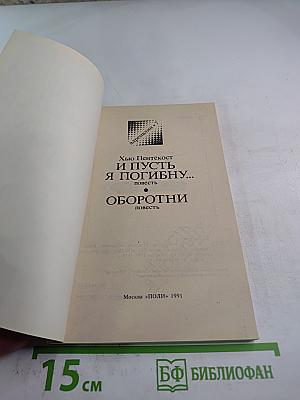 Хью Пентекост
И ПУСТЬ
Я ПОГИБНУ...
повесть
•
ОБОРОТНИ
повесть
Москва «ПОЛИ» 1991
15 см
БФ БИБЛИОФАН